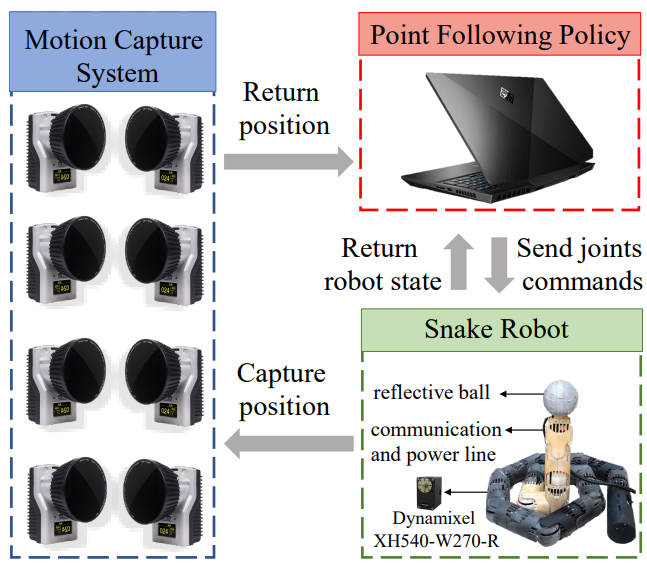 Motion Capture
System
Point Following Policy
Return
position
Return
robot state
Send joints
commands
Snake Robot
Capture
position
reflective ball
communication
and power line
Dynamixel
XH540-W270-R